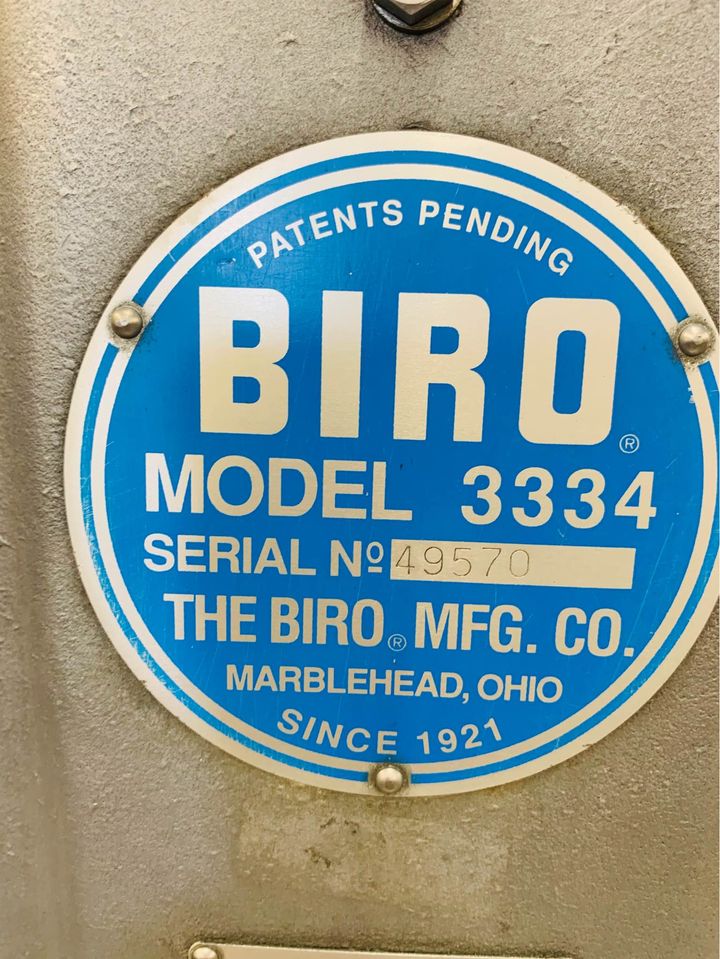 PATENTS PENDING
BIRO®
MODEL 3334
SERIAL Nº 49570
THE BIRO® MFG. CO.
MARBLEHEAD, OHIO
SINCE 1921